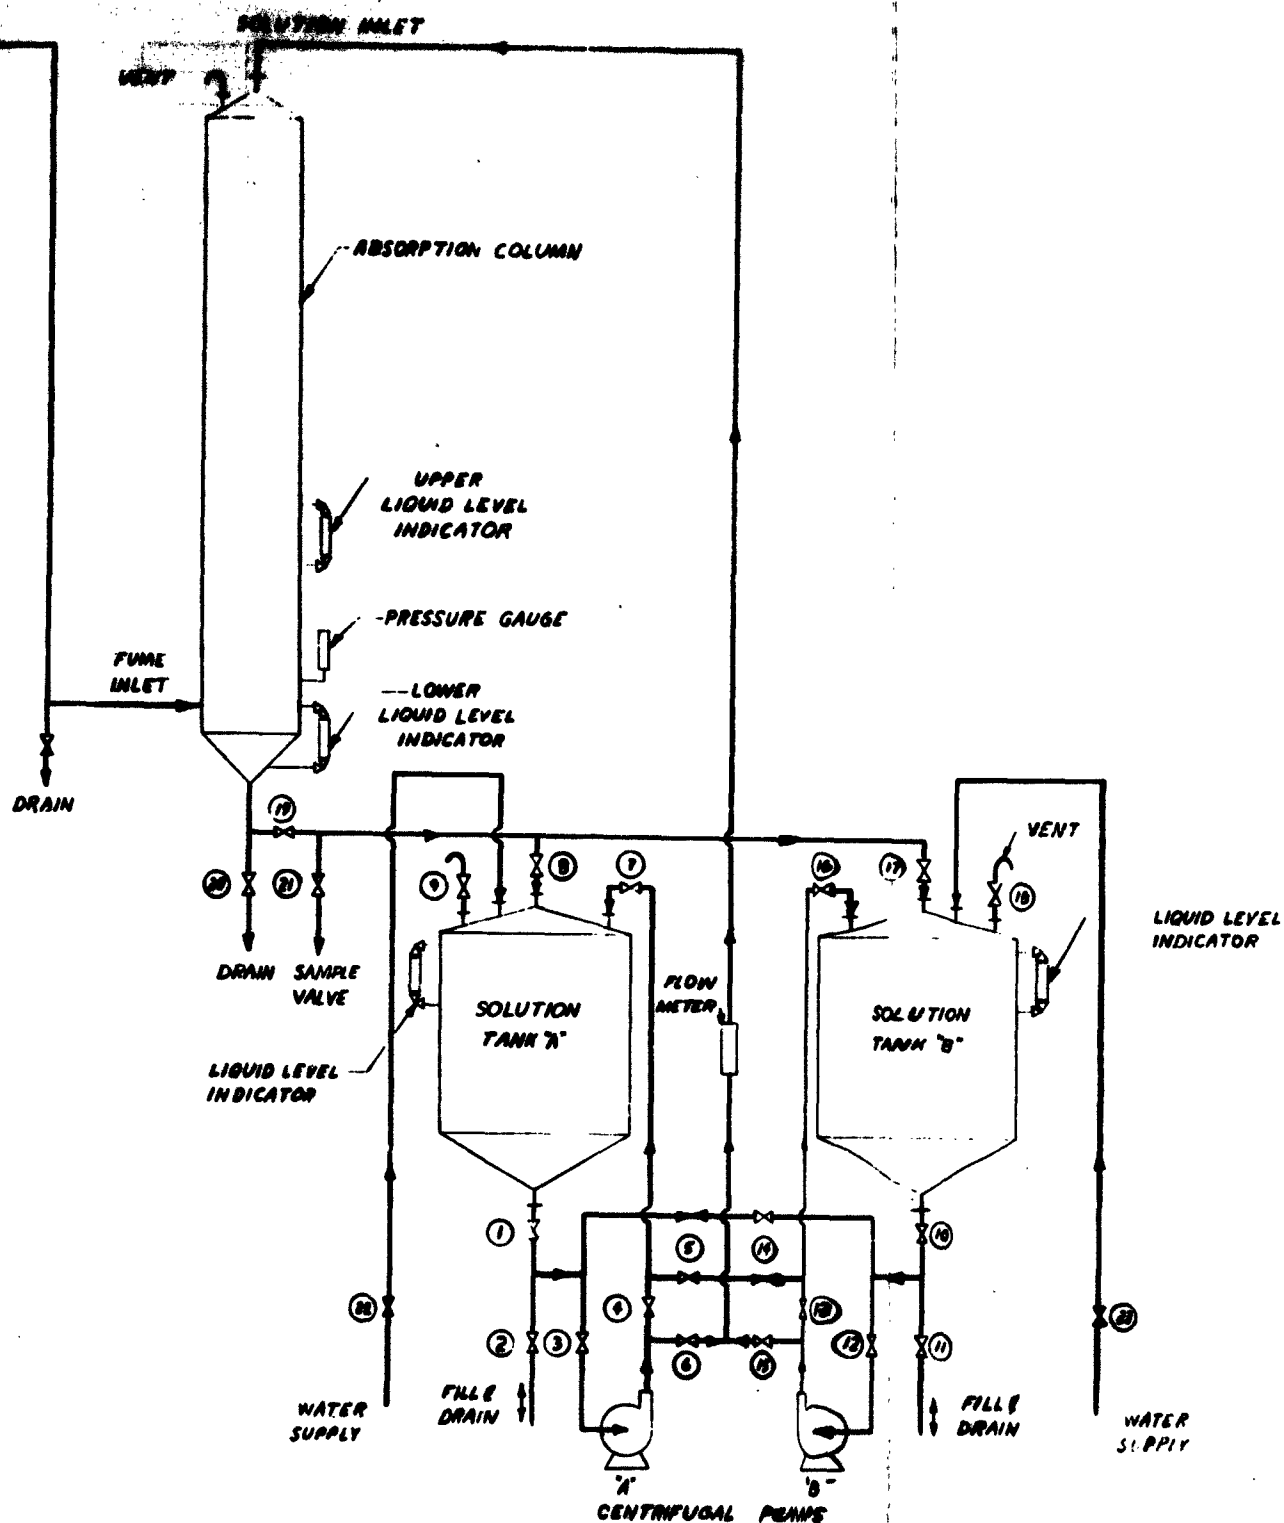 SOLUTION INLET
VENT
ABSORPTION COLUMN
UPPER
LIQUID LEVEL
INDICATOR
PRESSURE GAUGE
FUME
INLET
LOWER
LIQUID LEVEL
INDICATOR
DRAIN
19
8
7
16
17
VENT
20
21
9
18
LIQUID LEVEL
INDICATOR
DRAIN
SAMPLE
VALVE
FLOW
METER
SOLUTION
TANK "A"
SOLUTION
TANK "B"
LIQUID LEVEL
INDICATOR
1
5
14
10
22
4
13
23
2
3
6
15
12
11
FILL &
DRAIN
FILL &
DRAIN
WATER
SUPPLY
WATER
SUPPLY
"A"
"B"
CENTRIFUGAL PUMPS